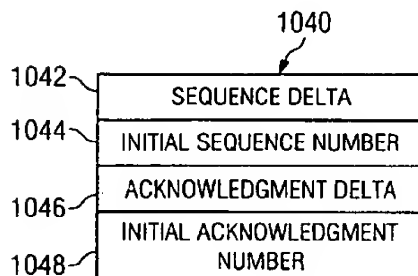 1040
1042
SEQUENCE DELTA
1044
INITIAL SEQUENCE NUMBER
1046
ACKNOWLEDGMENT DELTA
1048
INITIAL ACKNOWLEDGMENT
NUMBER